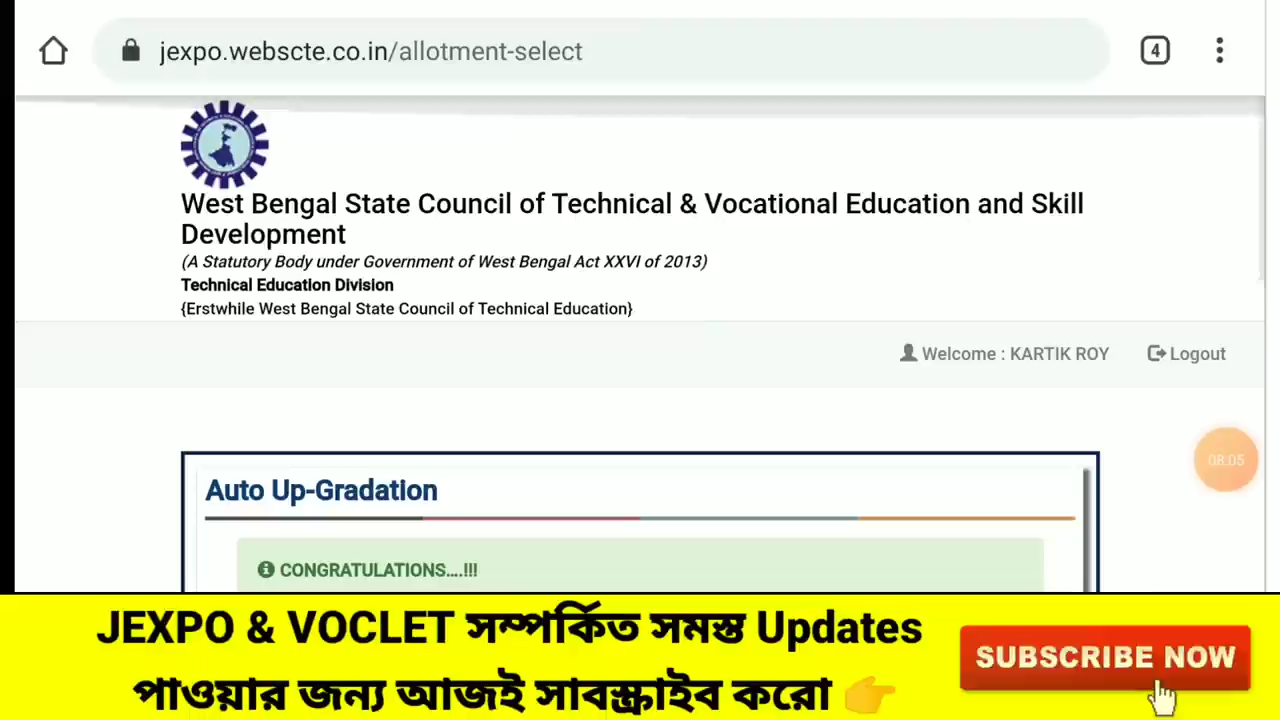 jexpo.webscte.co.in/allotment-select
4
West Bengal State Council of Technical & Vocational Education and Skill
Development
(A Statutory Body under Government of West Bengal Act XXVI of 2013)
Technical Education Division
{Erstwhile West Bengal State Council of Technical Education}
Welcome : KARTIK ROY
Logout
08:05
Auto Up-Gradation
CONGRATULATIONS....!!!
JEXPO & VOCLET সম্পর্কিত সমস্ত Updates
পাওয়ার জন্য আজই সাবস্ক্রাইব করো 👉
SUBSCRIBE NOW